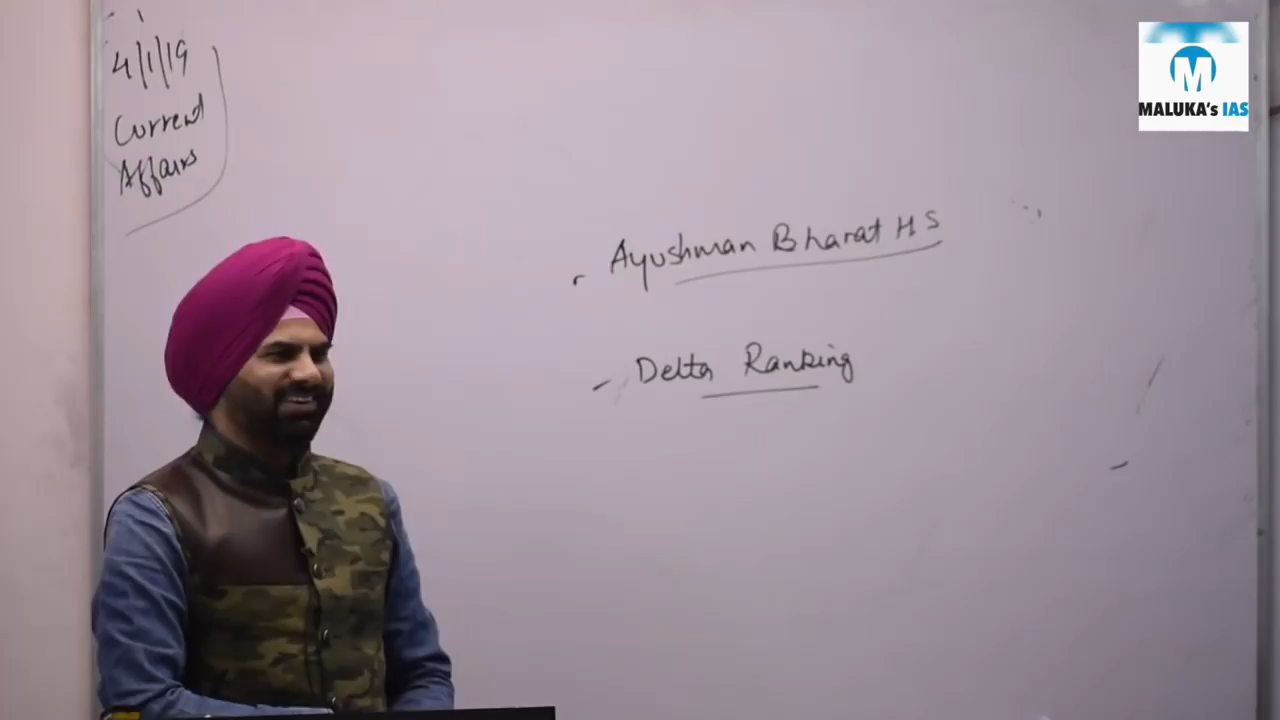 4/1/19
Current
Affairs
Ayushman Bharat HS
- Delta Ranking
M
MALUKA's IAS